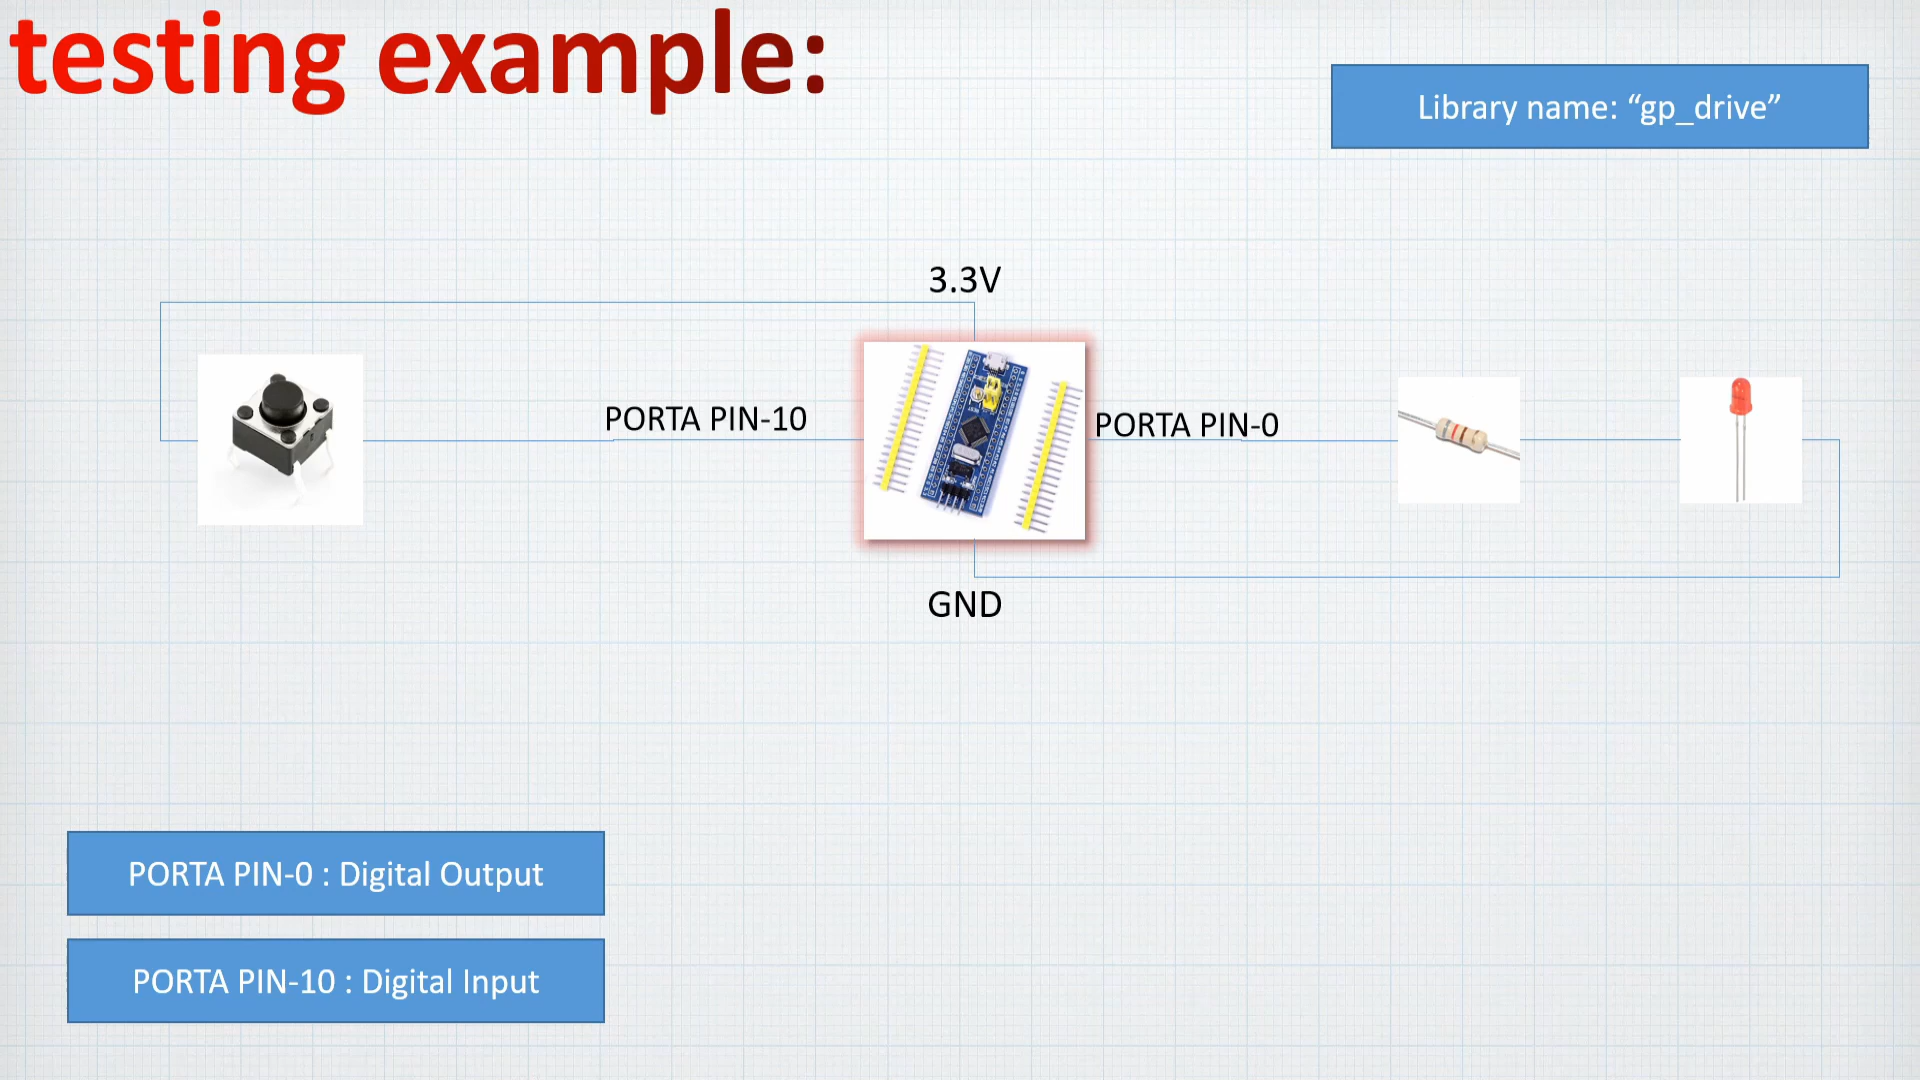 testing example:
Library name: “gp_drive”
3.3V
PORTA PIN-10
PORTA PIN-0
GND
PORTA PIN-0 : Digital Output
PORTA PIN-10 : Digital Input